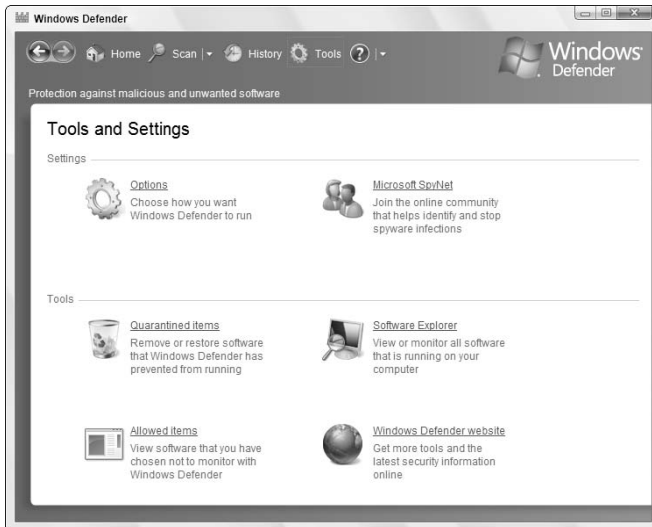 Windows Defender
Home Scan History Tools ?
Windows
Defender
Protection against malicious and unwanted software
Tools and Settings
Settings
Options
Choose how you want
Windows Defender to run
Microsoft SpyNet
Join the online community
that helps identify and stop
spyware infections
Tools
Quarantined items
Remove or restore software
that Windows Defender has
prevented from running
Software Explorer
View or monitor all software
that is running on your
computer
Allowed items
View software that you have
chosen not to monitor with
Windows Defender
Windows Defender website
Get more tools and the
latest security information
online